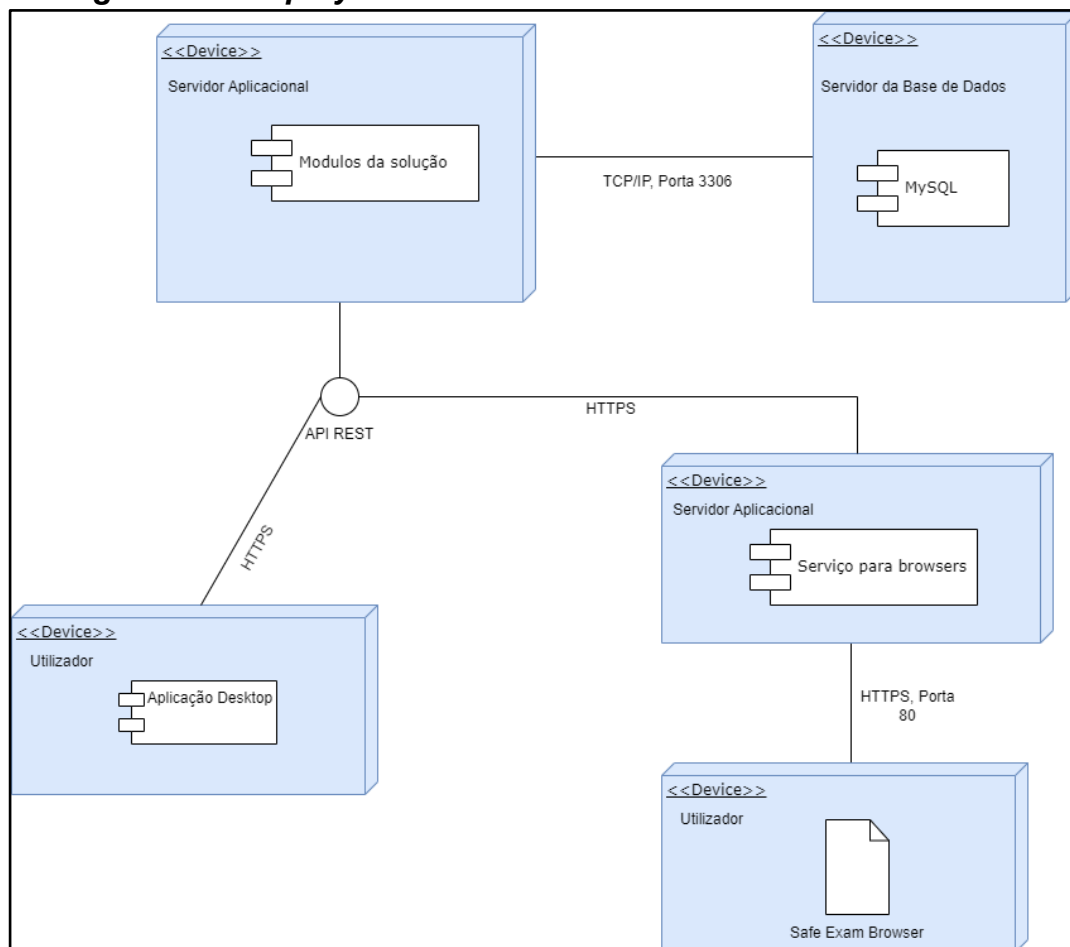 <<Device>>
Servidor Aplicacional
Modulos da solução
TCP/IP, Porta 3306
<<Device>>
Servidor da Base de Dados
MySQL
API REST
HTTPS
HTTPS
<<Device>>
Servidor Aplicacional
Serviço para browsers
<<Device>>
Utilizador
Aplicação Desktop
HTTPS, Porta
80
<<Device>>
Utilizador
Safe Exam Browser